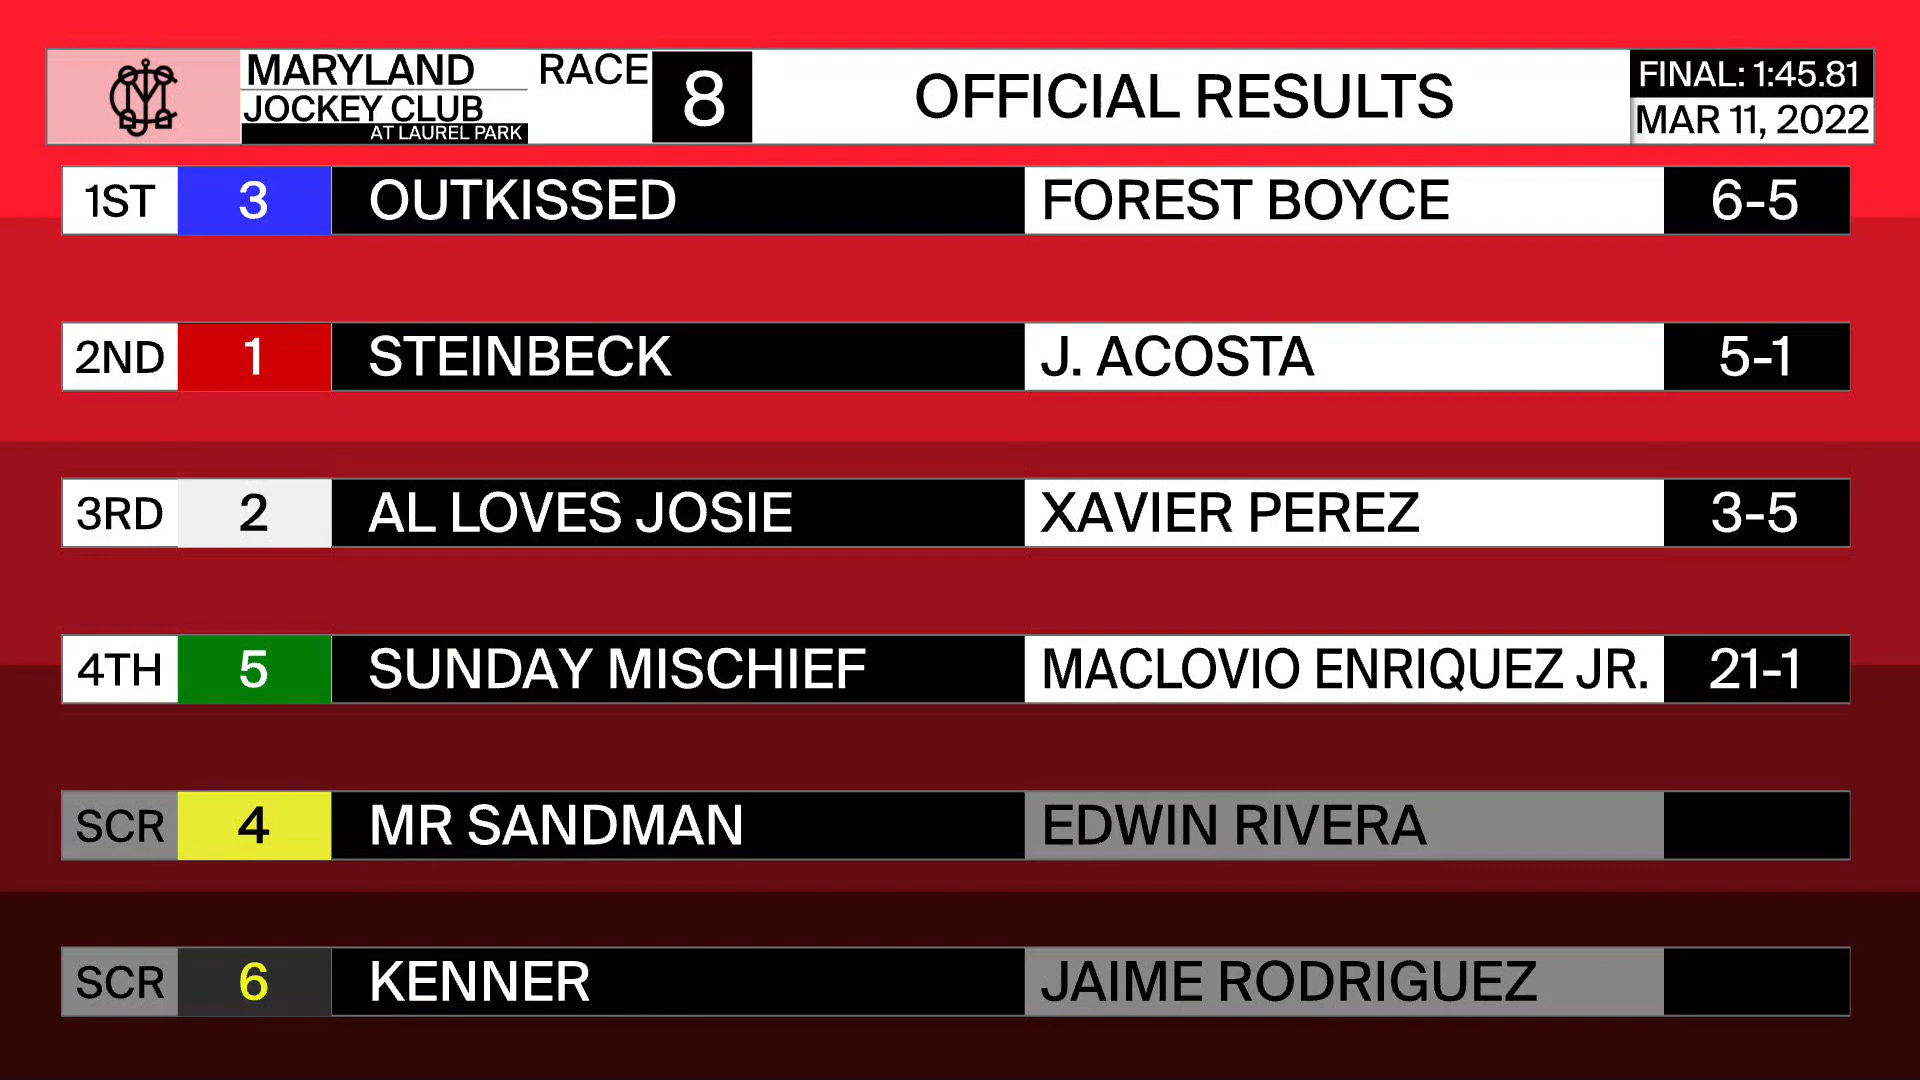 MARYLAND
JOCKEY CLUB
AT LAUREL PARK
RACE 8
OFFICIAL RESULTS
FINAL: 1:45.81
MAR 11, 2022
1ST 3 OUTKISSED FOREST BOYCE 6-5
2ND 1 STEINBECK J. ACOSTA 5-1
3RD 2 AL LOVES JOSIE XAVIER PEREZ 3-5
4TH 5 SUNDAY MISCHIEF MACLOVIO ENRIQUEZ JR. 21-1
SCR 4 MR SANDMAN EDWIN RIVERA
SCR 6 KENNER JAIME RODRIGUEZ